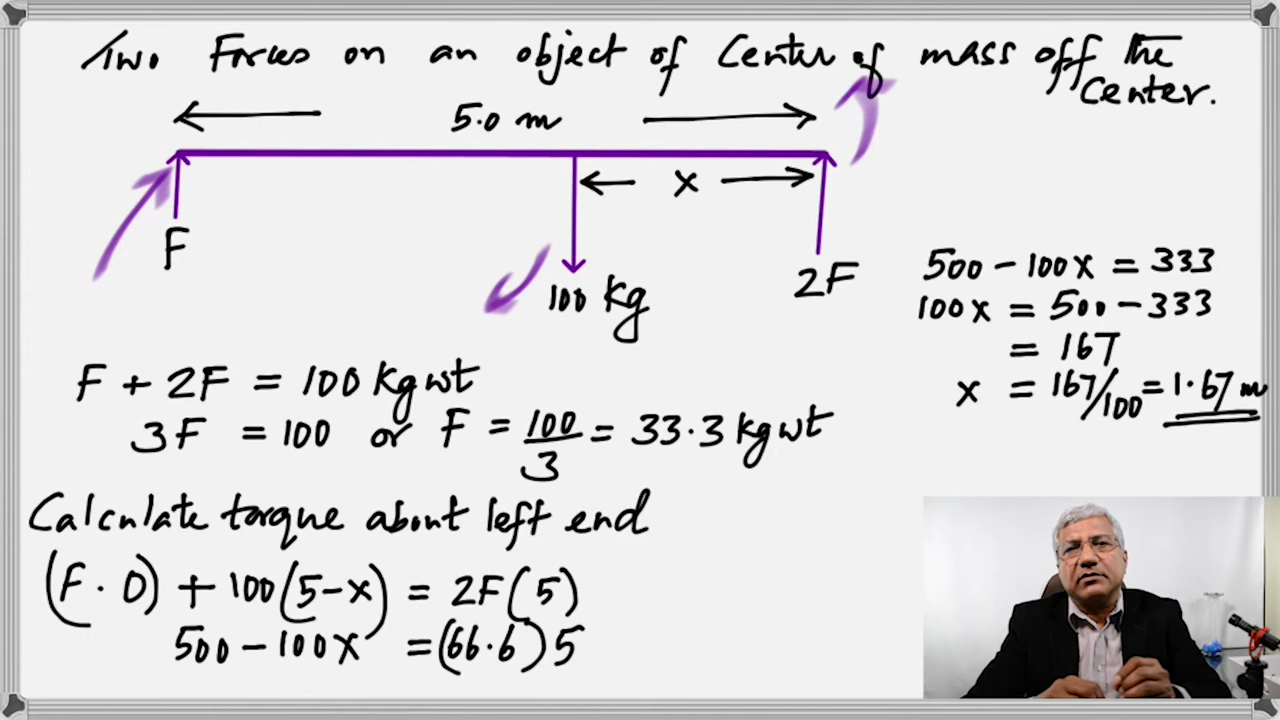 Two Forces on an object of Center of mass off the
Center.
5.0 m
x
F
100 Kg
2F
F + 2F = 100 Kgwt
3F = 100 or F = 100/3 = 33.3 kgwt
Calculate torque about left end
(F · 0) + 100(5-x) = 2F(5)
500 - 100x = (66.6)5
500 - 100x = 333
100x = 500 - 333
= 167
x = 167/100 = 1.67 m